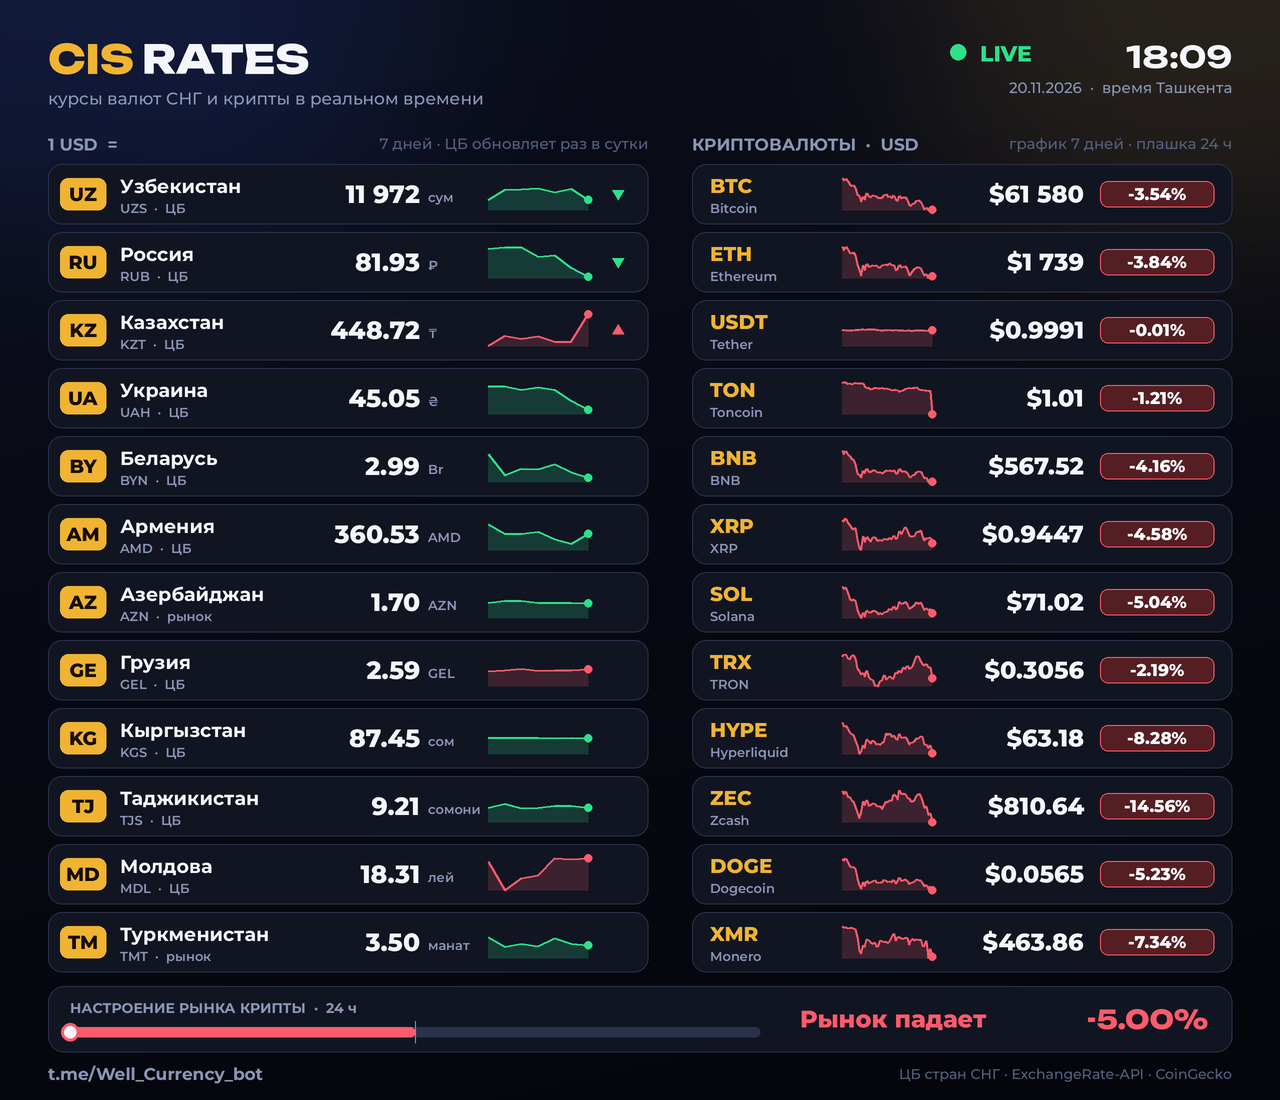 CIS RATES
курсы валют СНГ и крипты в реальном времени
LIVE 18:09
20.11.2026 · время Ташкента
1 USD =
7 дней · ЦБ обновляет раз в сутки
UZ Узбекистан 11 972 сум
UZS · ЦБ
RU Россия 81.93 ₽
RUB · ЦБ
KZ Казахстан 448.72 ₸
KZT · ЦБ
UA Украина 45.05 ₴
UAH · ЦБ
BY Беларусь 2.99 Br
BYN · ЦБ
AM Армения 360.53 AMD
AMD · ЦБ
AZ Азербайджан 1.70 AZN
AZN · рынок
GE Грузия 2.59 GEL
GEL · ЦБ
KG Кыргызстан 87.45 сом
KGS · ЦБ
TJ Таджикистан 9.21 сомони
TJS · ЦБ
MD Молдова 18.31 лей
MDL · ЦБ
TM Туркменистан 3.50 манат
TMT · рынок
КРИПТОВАЛЮТЫ · USD
график 7 дней · плашка 24 ч
BTC $61 580 -3.54%
Bitcoin
ETH $1 739 -3.84%
Ethereum
USDT $0.9991 -0.01%
Tether
TON $1.01 -1.21%
Toncoin
BNB $567.52 -4.16%
BNB
XRP $0.9447 -4.58%
XRP
SOL $71.02 -5.04%
Solana
TRX $0.3056 -2.19%
TRON
HYPE $63.18 -8.28%
Hyperliquid
ZEC $810.64 -14.56%
Zcash
DOGE $0.0565 -5.23%
Dogecoin
XMR $463.86 -7.34%
Monero
НАСТРОЕНИЕ РЫНКА КРИПТЫ · 24 ч
Рынок падает -5.00%
t.me/Well_Currency_bot
ЦБ стран СНГ · ExchangeRate-API · CoinGecko